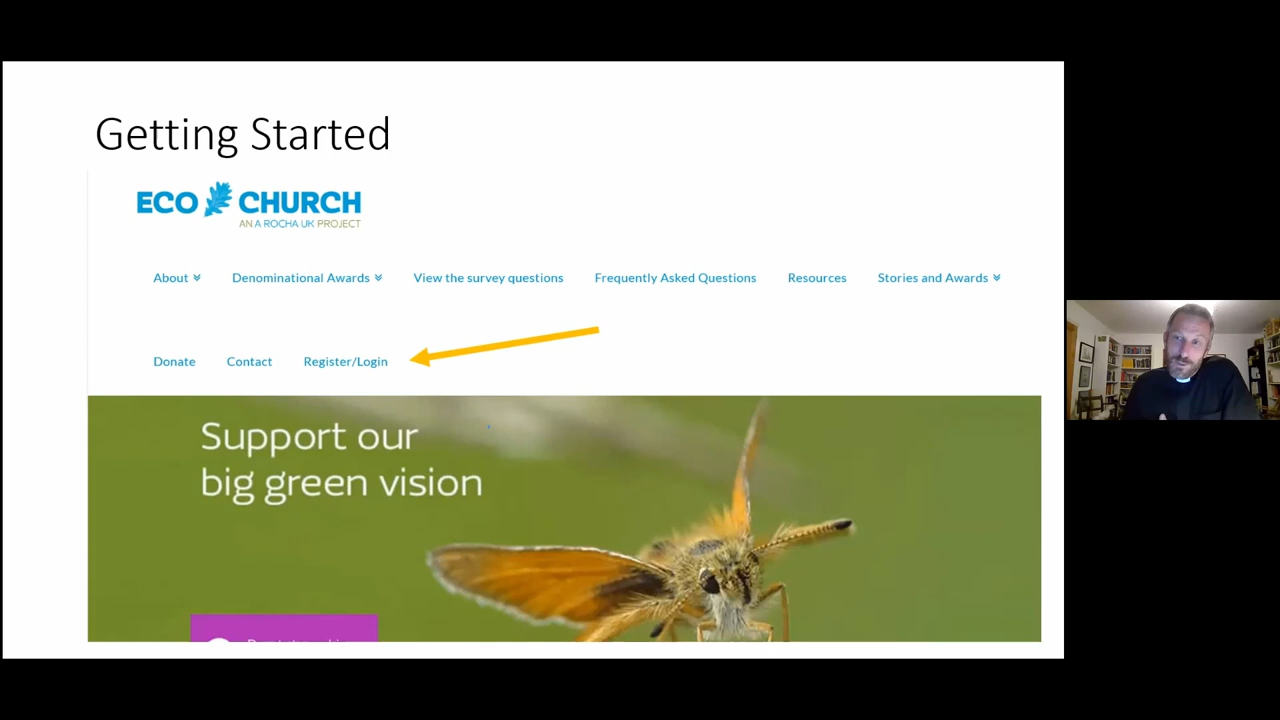 Getting Started
ECO CHURCH
AN A ROCHA UK PROJECT
About Denominational Awards View the survey questions Frequently Asked Questions Resources Stories and Awards
Donate Contact Register/Login
Support our
big green vision